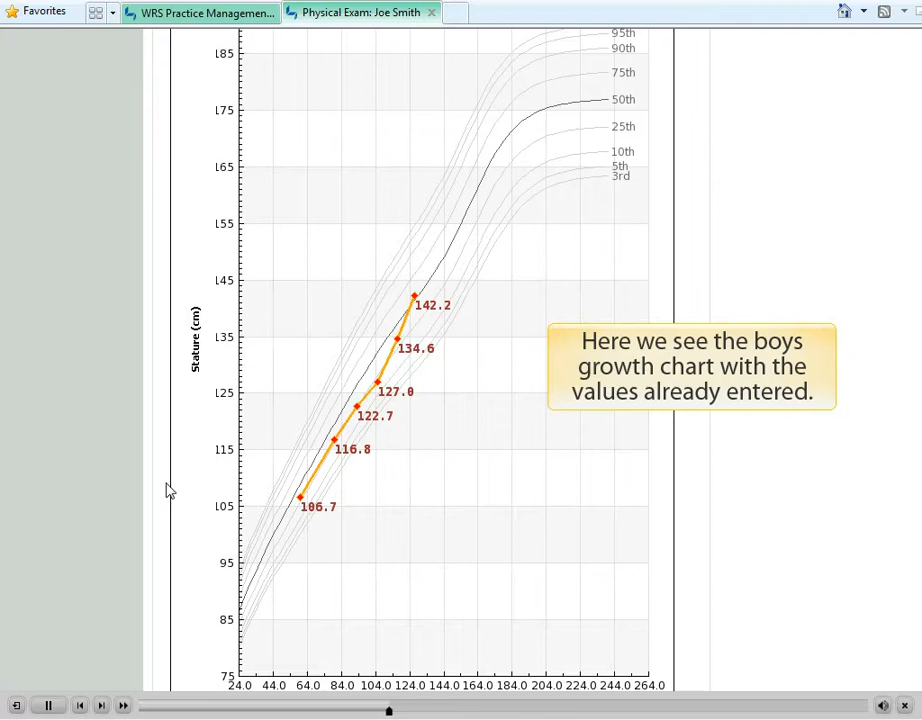 Favorites
WRS Practice Managemen...
Physical Exam: Joe Smith
185
175
165
155
145
135
125
115
105
95
85
75
Stature (cm)
95th
90th
75th
50th
25th
10th
5th
3rd
142.2
134.6
127.0
122.7
116.8
106.7
Here we see the boys
growth chart with the
values already entered.
24.0 44.0 64.0 84.0 104.0 124.0 144.0 164.0 184.0 204.0 224.0 244.0 264.0